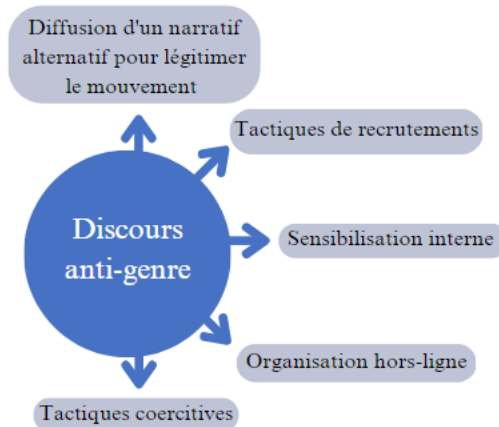 Diffusion d'un narratif
alternatif pour légitimer
le mouvement
Tactiques de recrutements
Discours
anti-genre
Sensibilisation interne
Organisation hors-ligne
Tactiques coercitives